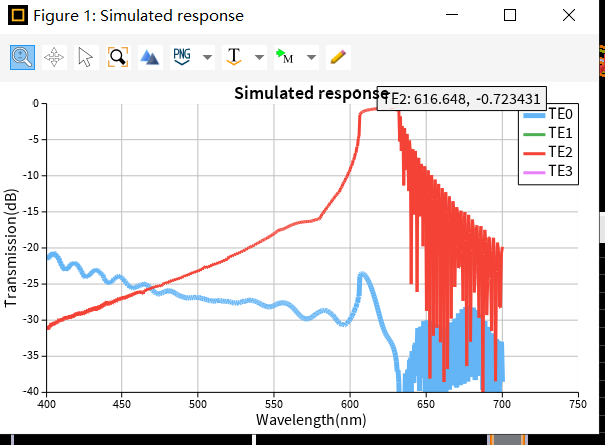 Figure 1: Simulated response
PNG
T
M
Simulated response
TE2: 616.648, -0.723431
TE0
TE1
TE2
TE3
Transmission(dB)
0
-5
-10
-15
-20
-25
-30
-35
-40
400
450
500
550
600
650
700
750
Wavelength(nm)